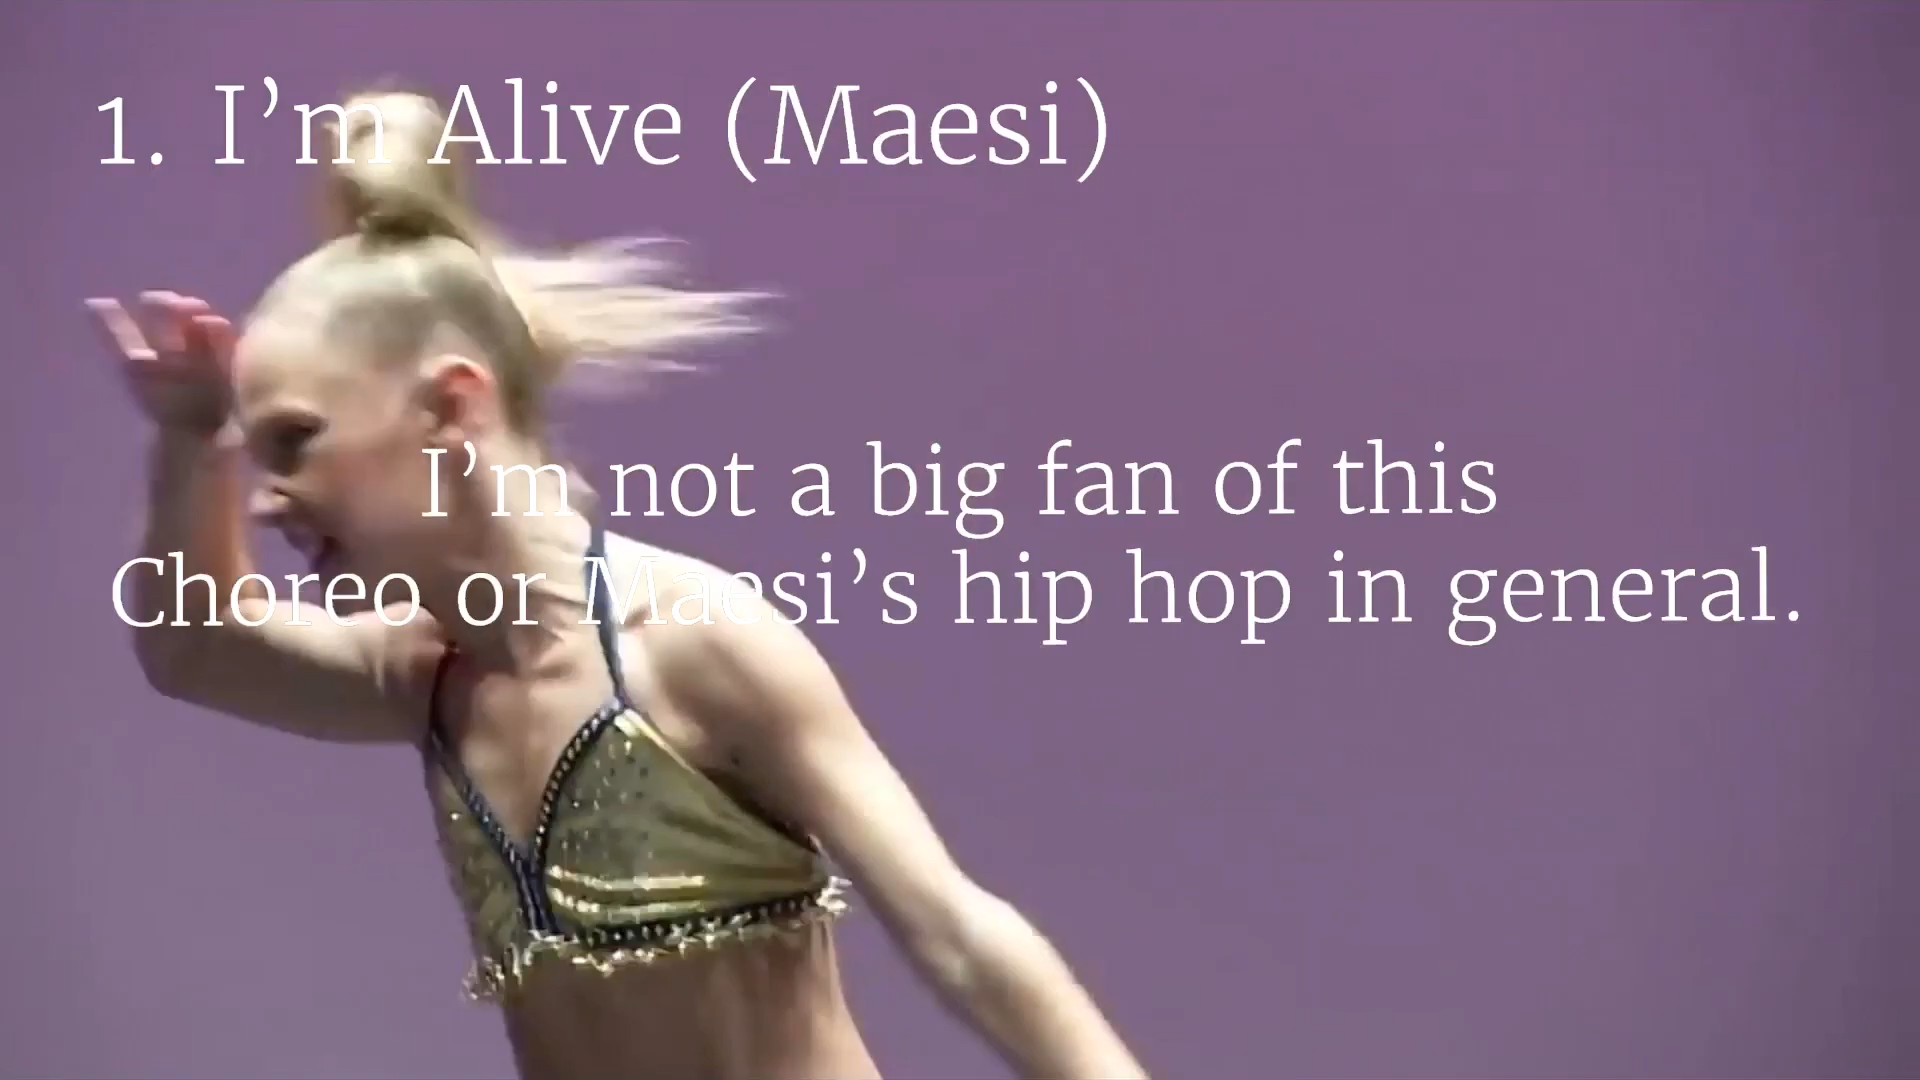 1. I’m Alive (Maesi)
I’m not a big fan of this
Choreo or Maesi’s hip hop in general.